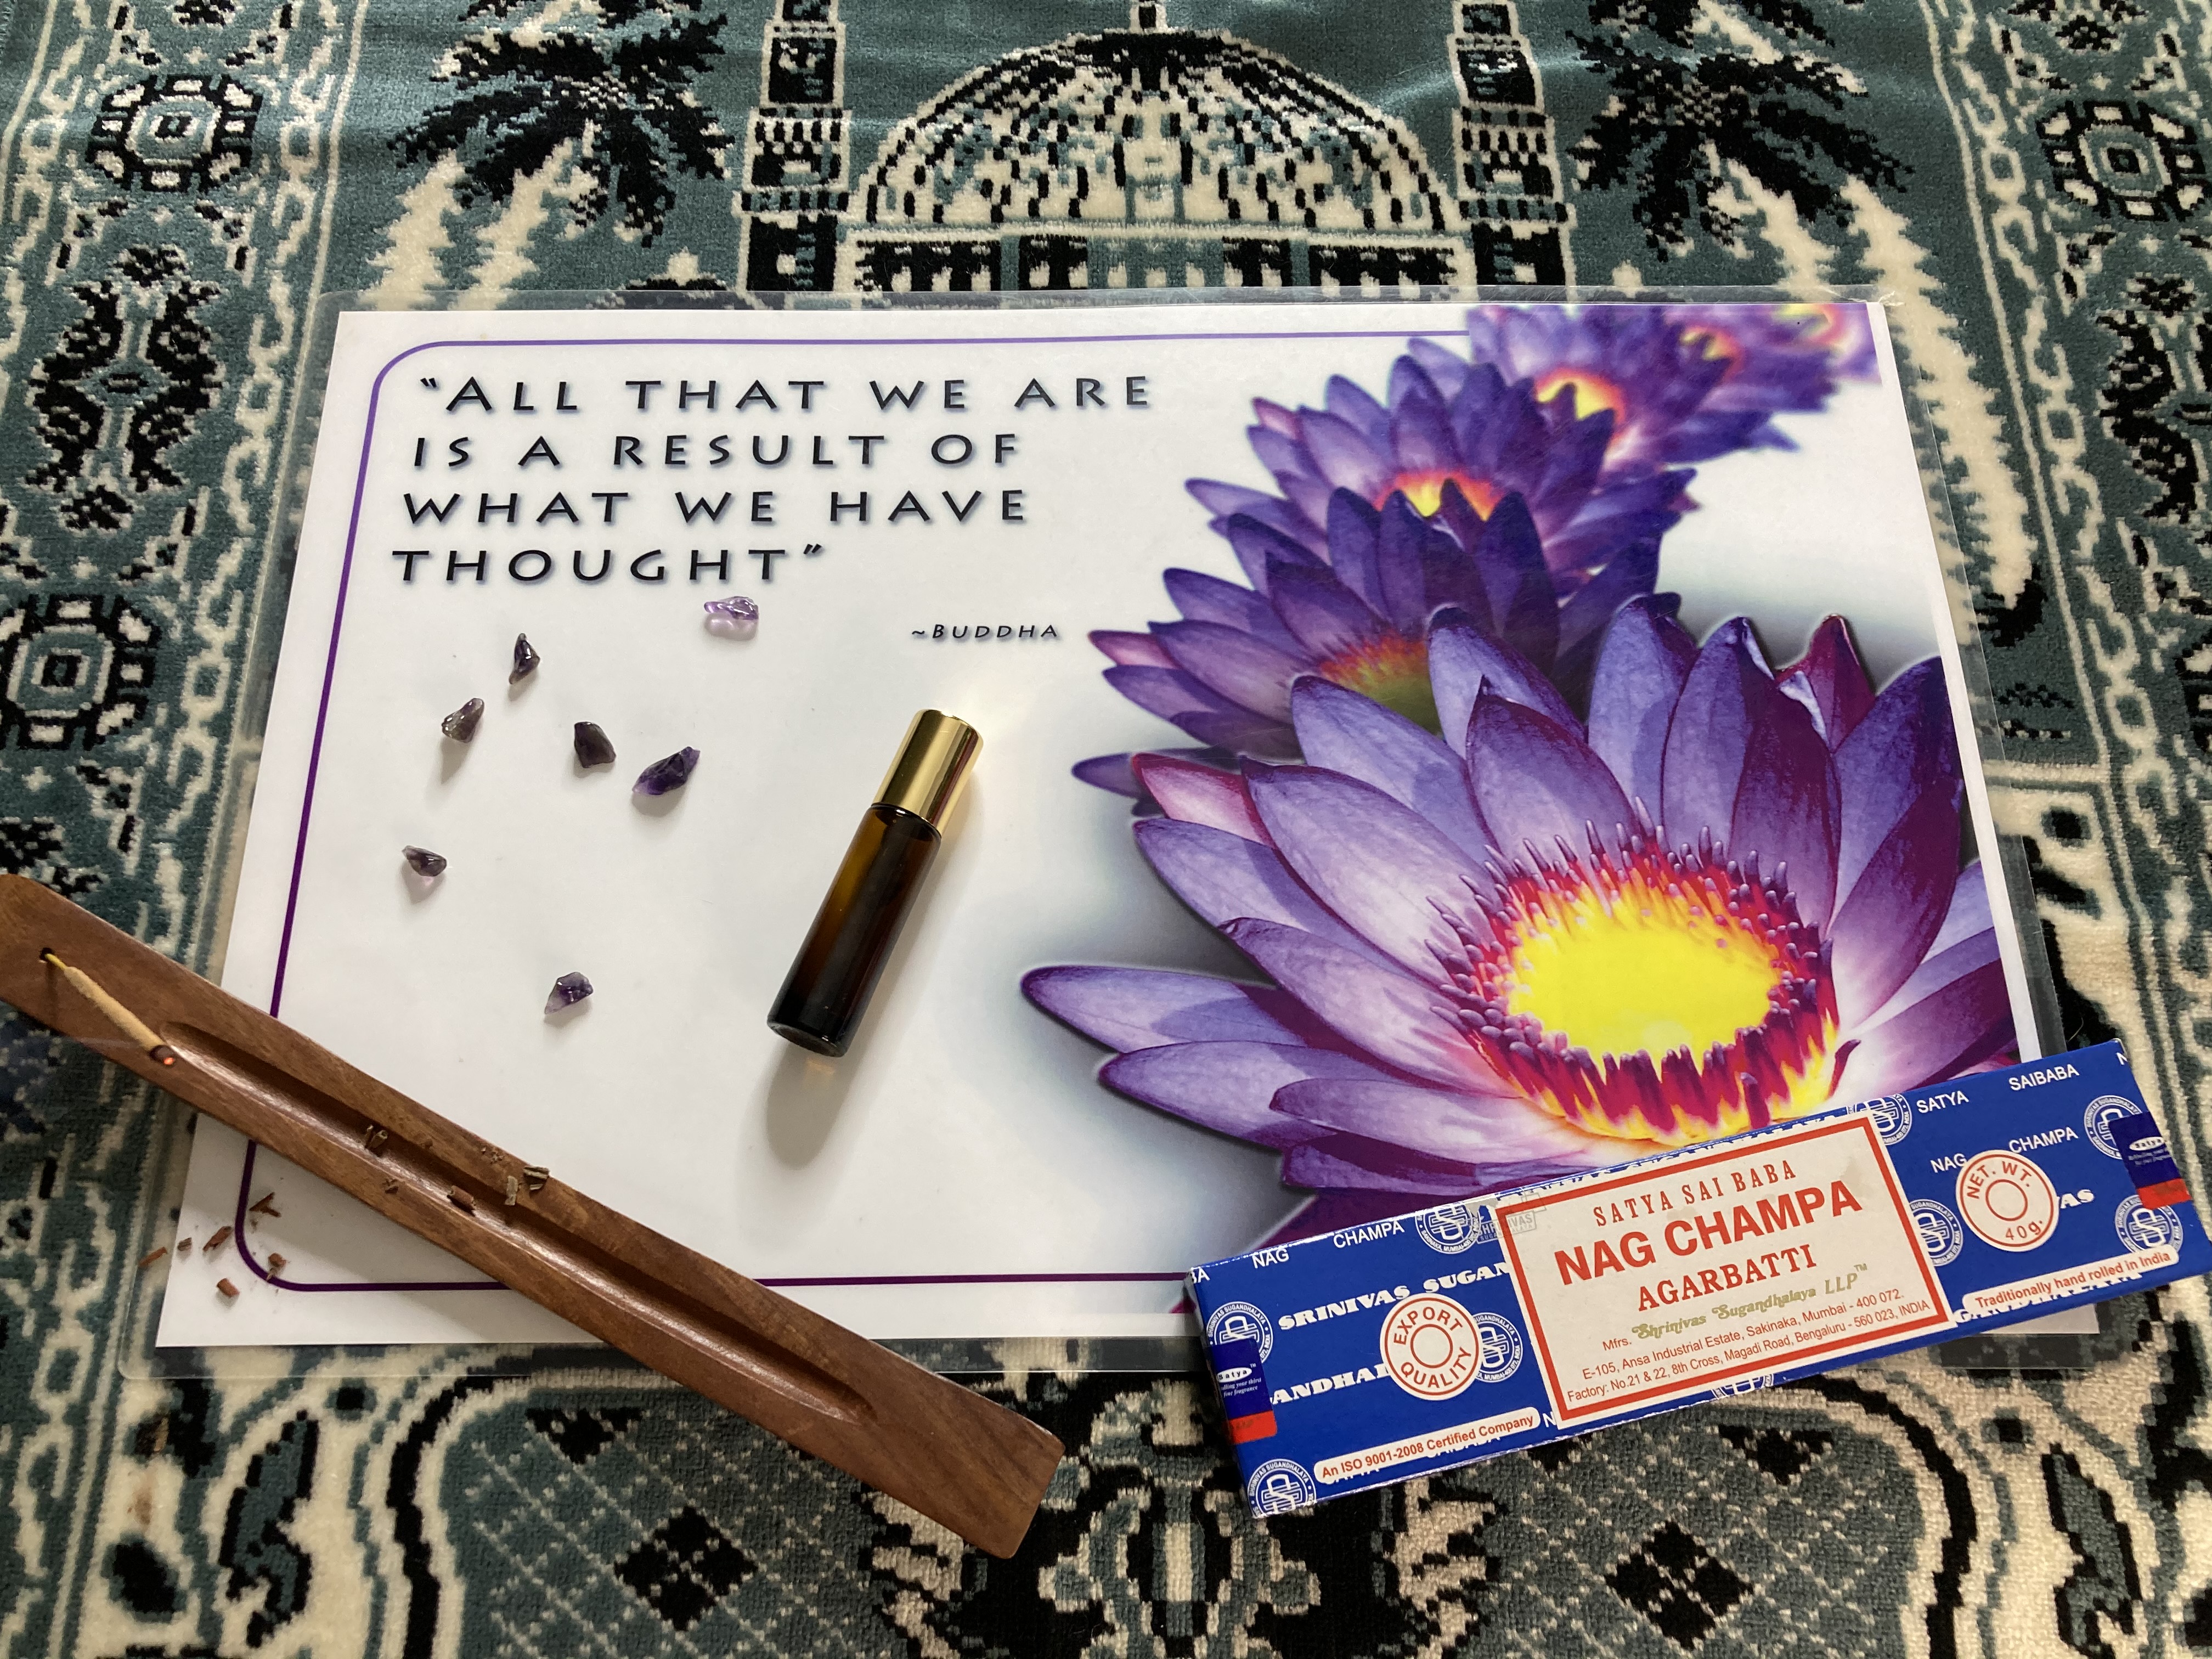 “ALL THAT WE ARE
IS A RESULT OF
WHAT WE HAVE
THOUGHT”
~BUDDHA
SATYA SAIBABA
NAG CHAMPA
NET. WT.
40g.
Traditionally hand rolled in India
SATYA SAI BABA
NAG CHAMPA
AGARBATTI
Mfrs. Shrinivas Sugandhalaya LLP™
E-105, Ansa Industrial Estate, Sakinaka, Mumbai - 400 072.
Factory: No.21 & 22, 8th Cross, Magadi Road, Bengaluru - 560 023, INDIA
NAG CHAMPA
SRINIVAS SUGAN
ANDHAL
EXPORT
QUALITY
An ISO 9001-2008 Certified Company
Satya
Satya